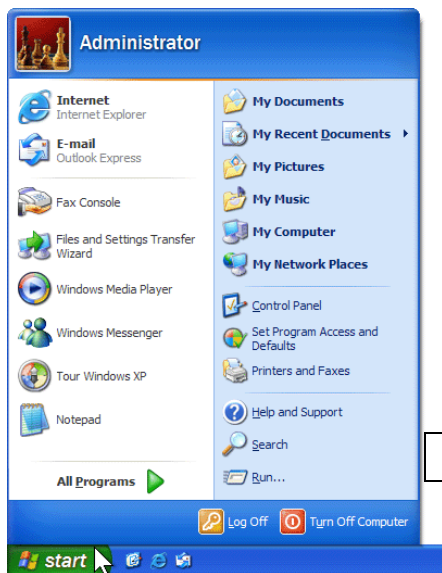 Administrator
Internet
Internet Explorer
E-mail
Outlook Express
Fax Console
Files and Settings Transfer
Wizard
Windows Media Player
Windows Messenger
Tour Windows XP
Notepad
All Programs
My Documents
My Recent Documents
My Pictures
My Music
My Computer
My Network Places
Control Panel
Set Program Access and
Defaults
Printers and Faxes
Help and Support
Search
Run...
Log Off
Turn Off Computer
start